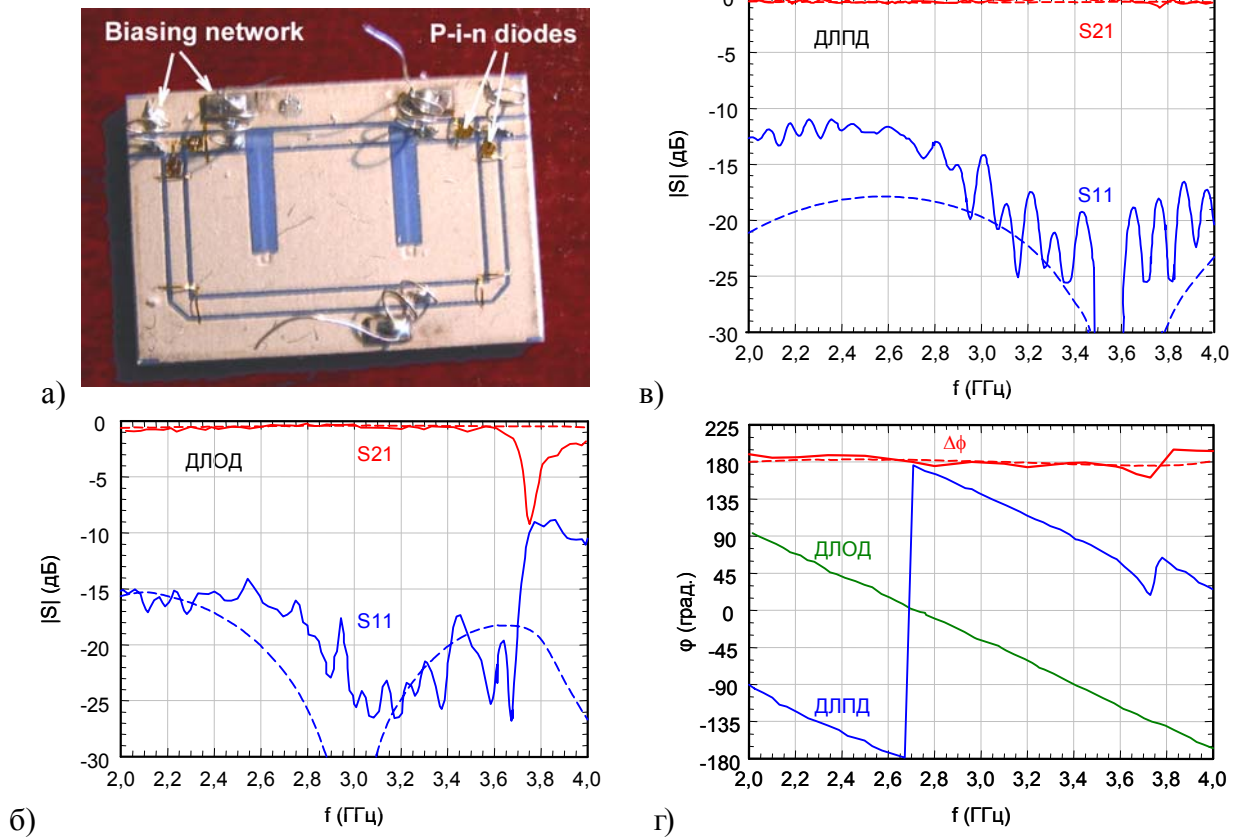 Biasing network
P-i-n diodes
а)
0
-5
-10
-15
-20
-25
-30
|S| (дБ)
ДЛПД
S21
S11
2,0 2,2 2,4 2,6 2,8 3,0 3,2 3,4 3,6 3,8 4,0
f (ГГц)
в)
0
-5
-10
-15
-20
-25
-30
|S| (дБ)
ДЛОД
S21
S11
2,0 2,2 2,4 2,6 2,8 3,0 3,2 3,4 3,6 3,8 4,0
f (ГГц)
б)
225
180
135
90
45
0
-45
-90
-135
-180
φ (град.)
Δϕ
ДЛОД
ДЛПД
2,0 2,2 2,4 2,6 2,8 3,0 3,2 3,4 3,6 3,8 4,0
f (ГГц)
г)